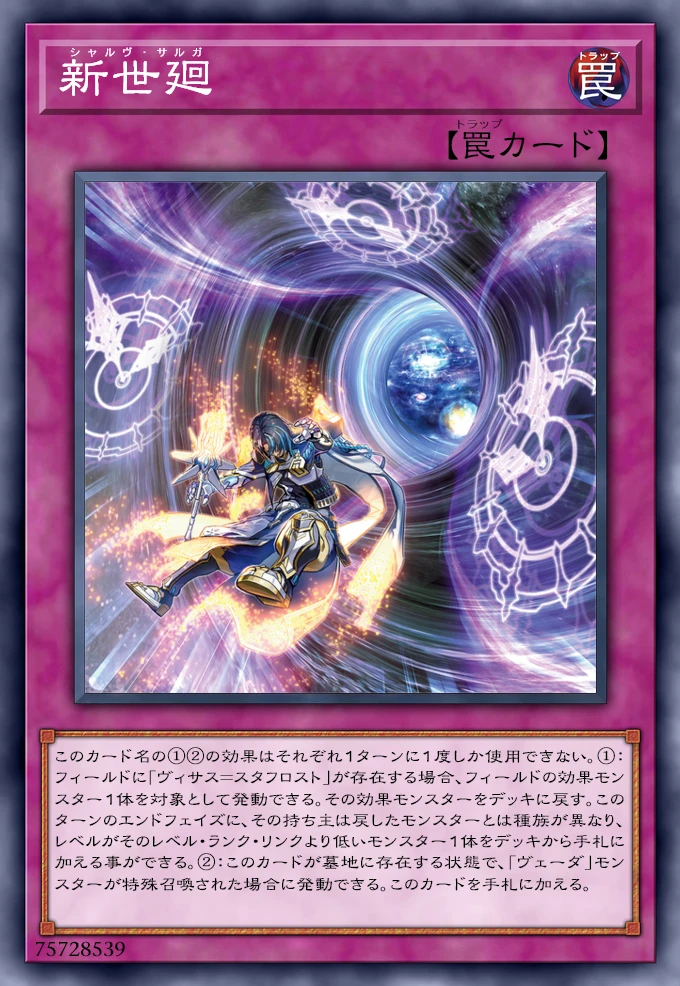 シャルヴ・サルガ
新世廻
トラップ
罠
トラップ
【罠カード】
このカード名の①②の効果はそれぞれ1ターンに1度しか使用できない。①：
フィールドに「ヴィサス＝スタフロスト」が存在する場合、フィールドの効果モン
スター1体を対象として発動できる。その効果モンスターをデッキに戻す。この
ターンのエンドフェイズに、その持ち主は戻したモンスターとは種族が異なり、
レベルがそのレベル・ランク・リンクより低いモンスター1体をデッキから手札に
加える事ができる。②：このカードが墓地に存在する状態で、「ヴェーダ」モン
スターが特殊召喚された場合に発動できる。このカードを手札に加える。
75728539